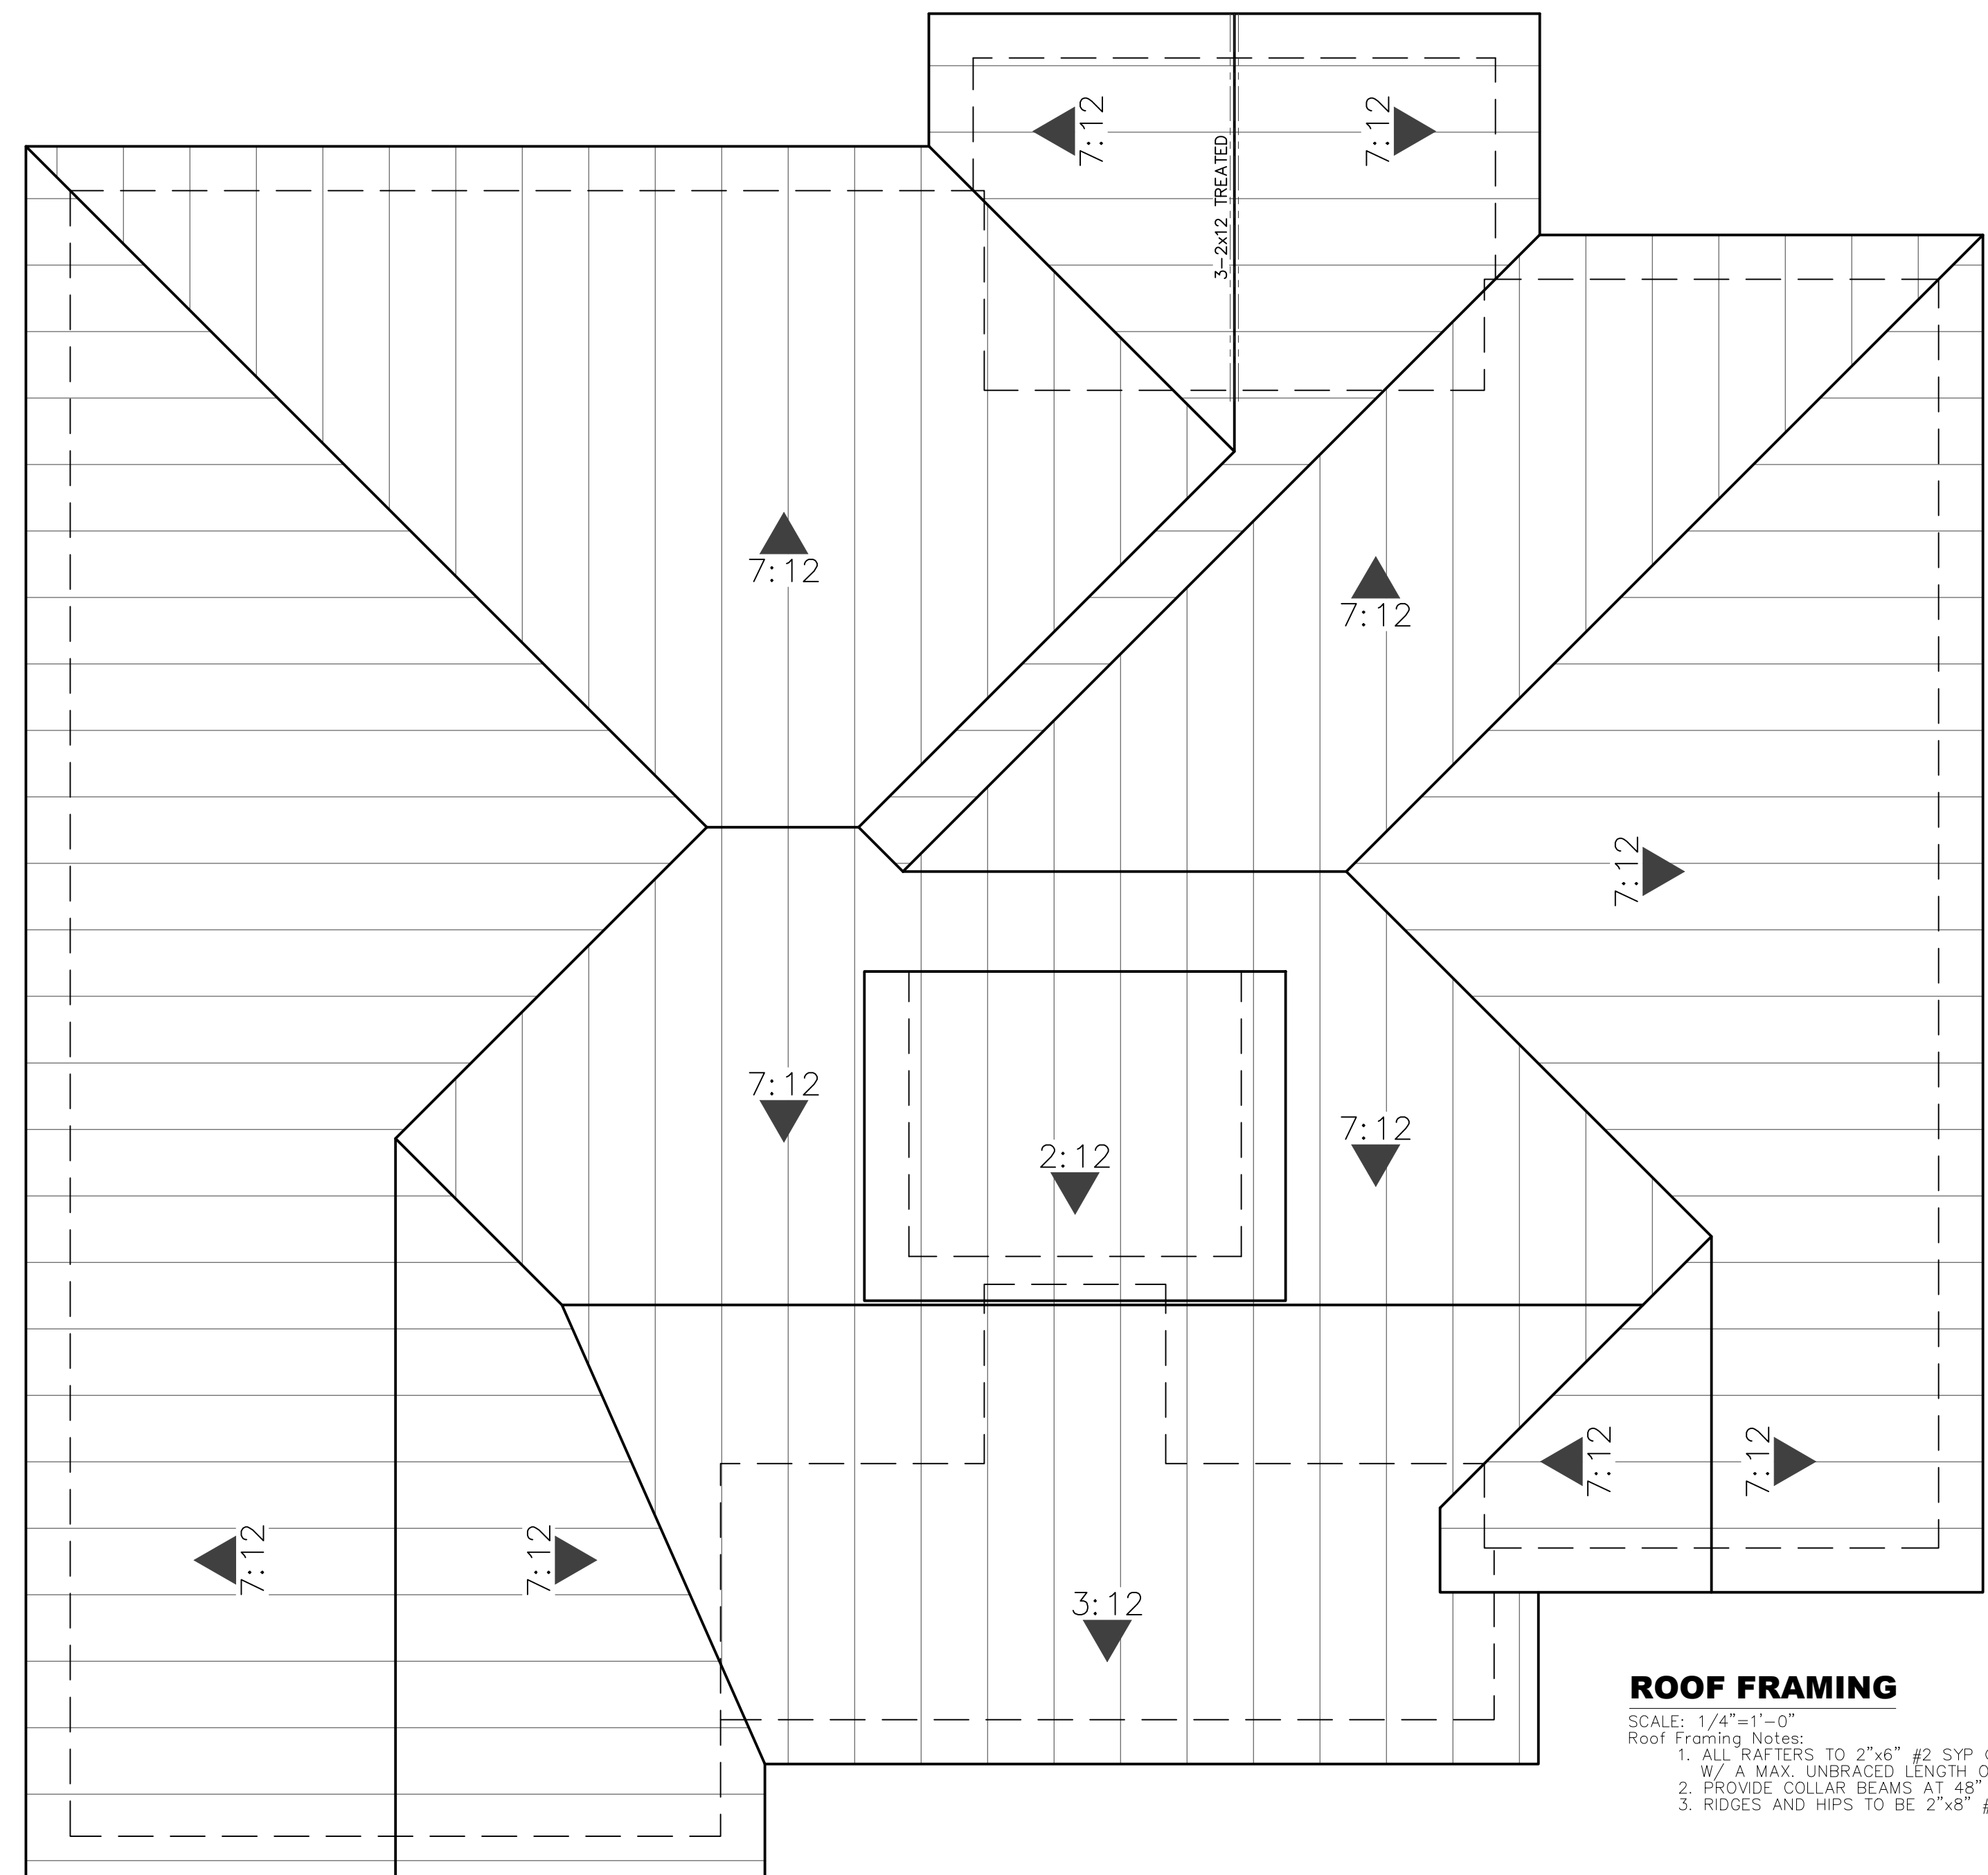 7:12
7:12
3-2x12 TREATED
7:12
7:12
7:12
7:12
7:12
2:12
7:12
7:12
7:12
7:12
3:12
ROOF FRAMING
SCALE: 1/4"=1'-0"
Roof Framing Notes:
1. ALL RAFTERS TO 2"x6" #2 SYP
W/ A MAX. UNBRACED LENGTH
2. PROVIDE COLLAR BEAMS AT 48"
3. RIDGES AND HIPS TO BE 2"x8" #